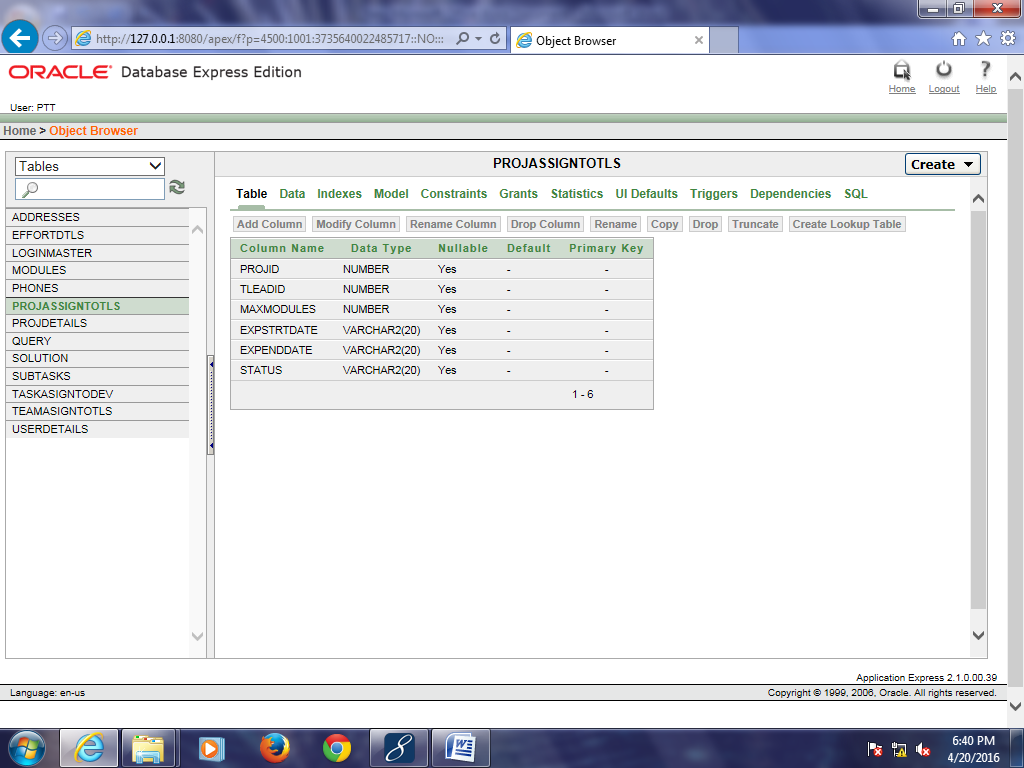 http://127.0.0.1:8080/apex/f?p=4500:1001:3735640022485717::NO:::
Object Browser
ORACLE® Database Express Edition
Home Logout Help
User: PTT
Home > Object Browser
Tables
PROJASSIGNTOTLS
Create
Table Data Indexes Model Constraints Grants Statistics UI Defaults Triggers Dependencies SQL
Add Column Modify Column Rename Column Drop Column Rename Copy Drop Truncate Create Lookup Table
ADDRESSES
EFFORTDTLS
LOGINMASTER
MODULES
PHONES
PROJASSIGNTOTLS
PROJDETAILS
QUERY
SOLUTION
SUBTASKS
TASKASIGNTODEV
TEAMASIGNTOTLS
USERDETAILS
Column Name Data Type Nullable Default Primary Key
PROJID NUMBER Yes - -
TLEADID NUMBER Yes - -
MAXMODULES NUMBER Yes - -
EXPSTRTDATE VARCHAR2(20) Yes - -
EXPENDDATE VARCHAR2(20) Yes - -
STATUS VARCHAR2(20) Yes - -
1 - 6
Application Express 2.1.0.00.39
Language: en-us
Copyright © 1999, 2006, Oracle. All rights reserved.
6:40 PM
4/20/2016